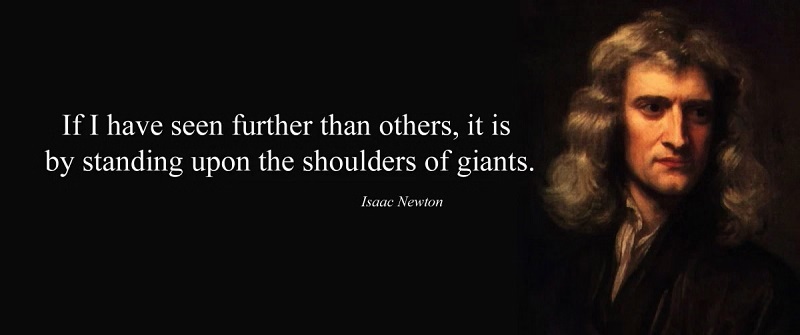 If I have seen further than others, it is
by standing upon the shoulders of giants.
Isaac Newton